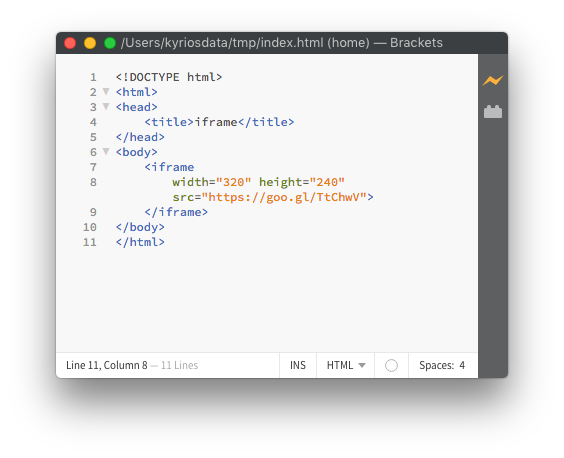 /Users/kyriosdata/tmp/index.html (home) — Brackets
1 <!DOCTYPE html>
2 <html>
3 <head>
4 <title>iframe</title>
5 </head>
6 <body>
7 <iframe
8 width="320" height="240"
src="https://goo.gl/TtChwV">
9 </iframe>
10 </body>
11 </html>
Line 11, Column 8 — 11 Lines INS HTML Spaces: 4